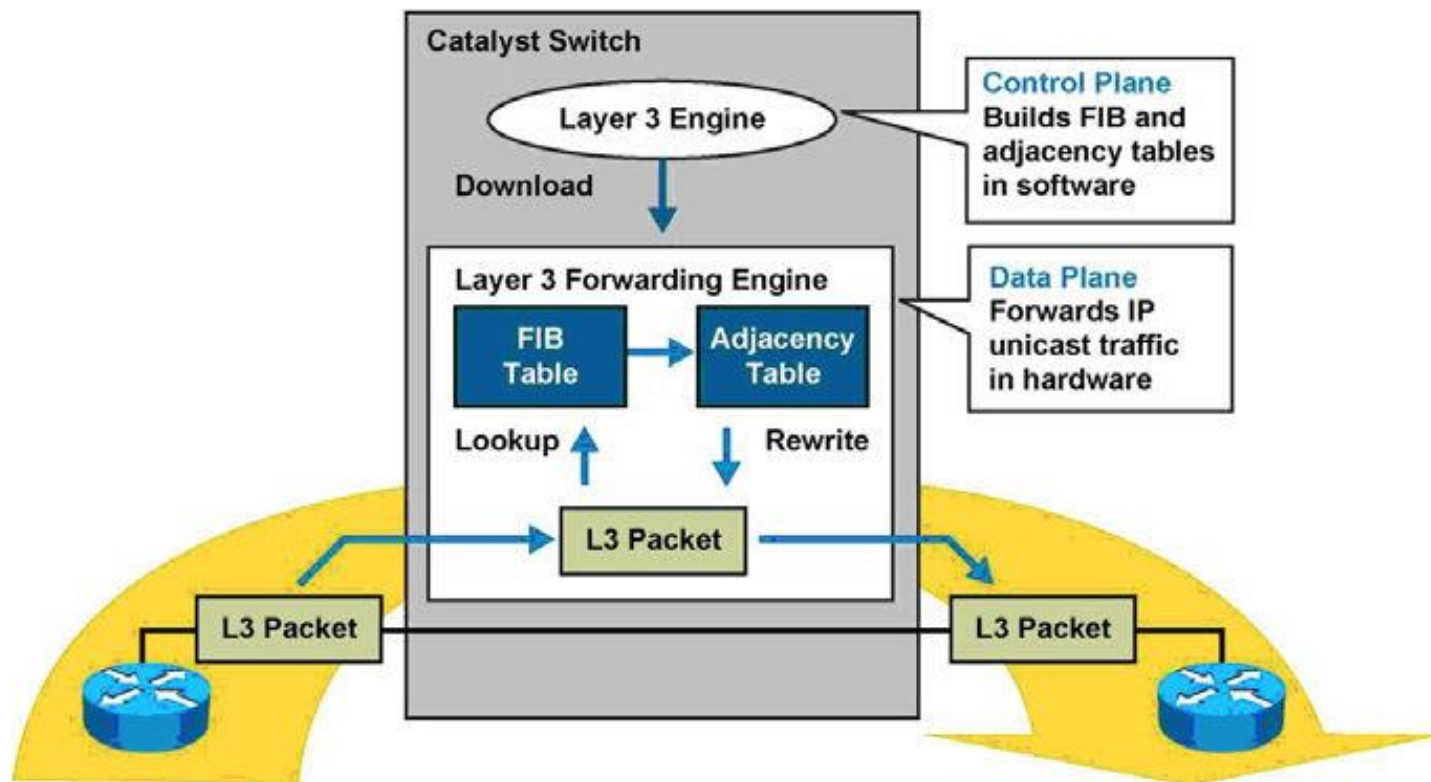 Catalyst Switch
Layer 3 Engine
Download
Control Plane
Builds FIB and
adjacency tables
in software
Layer 3 Forwarding Engine
FIB
Table
Adjacency
Table
Lookup
Rewrite
L3 Packet
Data Plane
Forwards IP
unicast traffic
in hardware
L3 Packet
L3 Packet